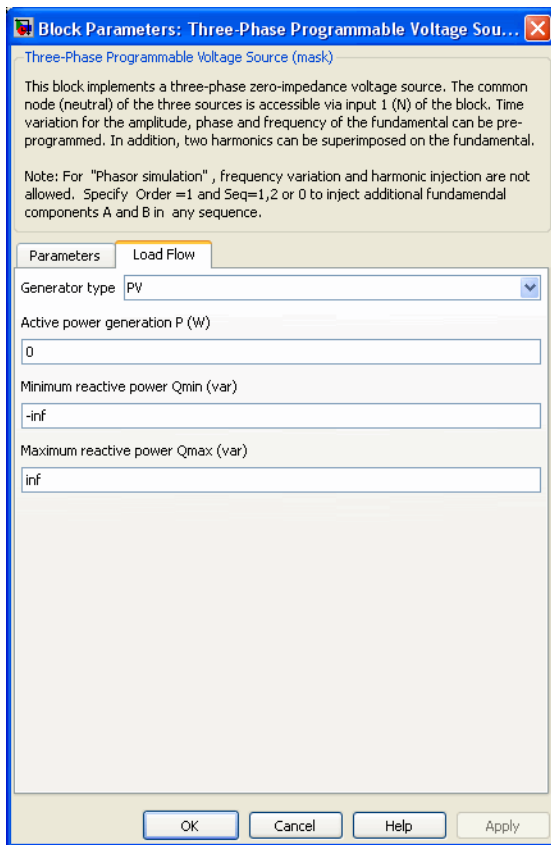 Block Parameters: Three-Phase Programmable Voltage Sou...
Three-Phase Programmable Voltage Source (mask)
This block implements a three-phase zero-impedance voltage source. The common
node (neutral) of the three sources is accessible via input 1 (N) of the block. Time
variation for the amplitude, phase and frequency of the fundamental can be pre-
programmed. In addition, two harmonics can be superimposed on the fundamental.
Note: For "Phasor simulation" , frequency variation and harmonic injection are not
allowed. Specify Order =1 and Seq=1,2 or 0 to inject additional fundamendal
components A and B in any sequence.
Parameters Load Flow
Generator type PV
Active power generation P (W)
0
Minimum reactive power Qmin (var)
-inf
Maximum reactive power Qmax (var)
inf
OK Cancel Help Apply